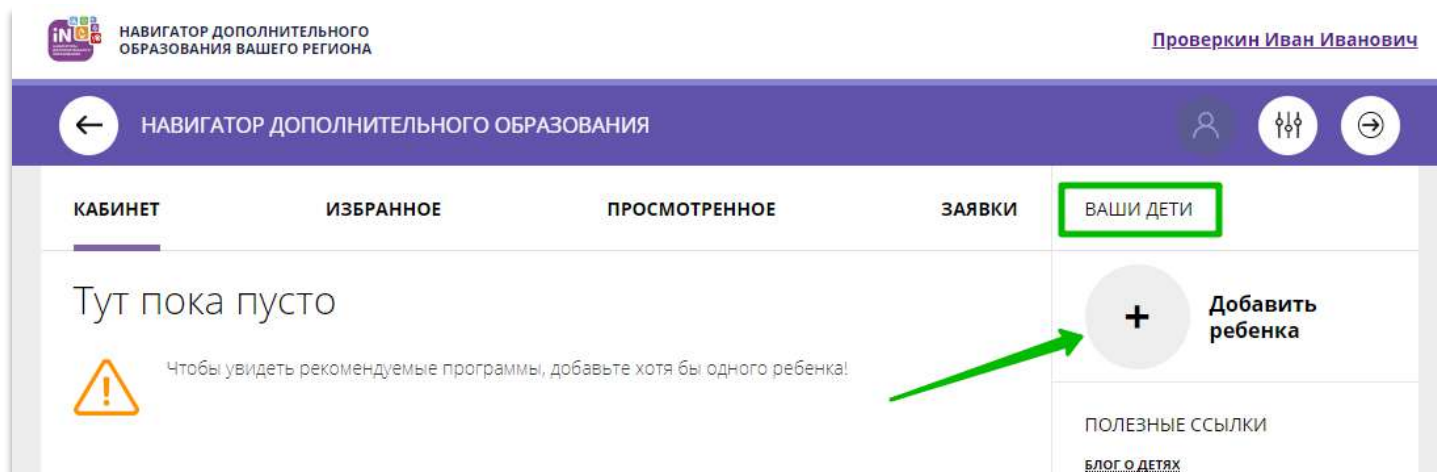 iN
НАВИГАТОР ДОПОЛНИТЕЛЬНОГО
ОБРАЗОВАНИЯ ВАШЕГО РЕГИОНА
Проверкин Иван Иванович
НАВИГАТОР ДОПОЛНИТЕЛЬНОГО ОБРАЗОВАНИЯ
КАБИНЕТ ИЗБРАННОЕ ПРОСМОТРЕННОЕ ЗАЯВКИ ВАШИ ДЕТИ
Тут пока пусто
Чтобы увидеть рекомендуемые программы, добавьте хотя бы одного ребенка!
Добавить
ребенка
ПОЛЕЗНЫЕ ССЫЛКИ
БЛОГ О ДЕТЯХ